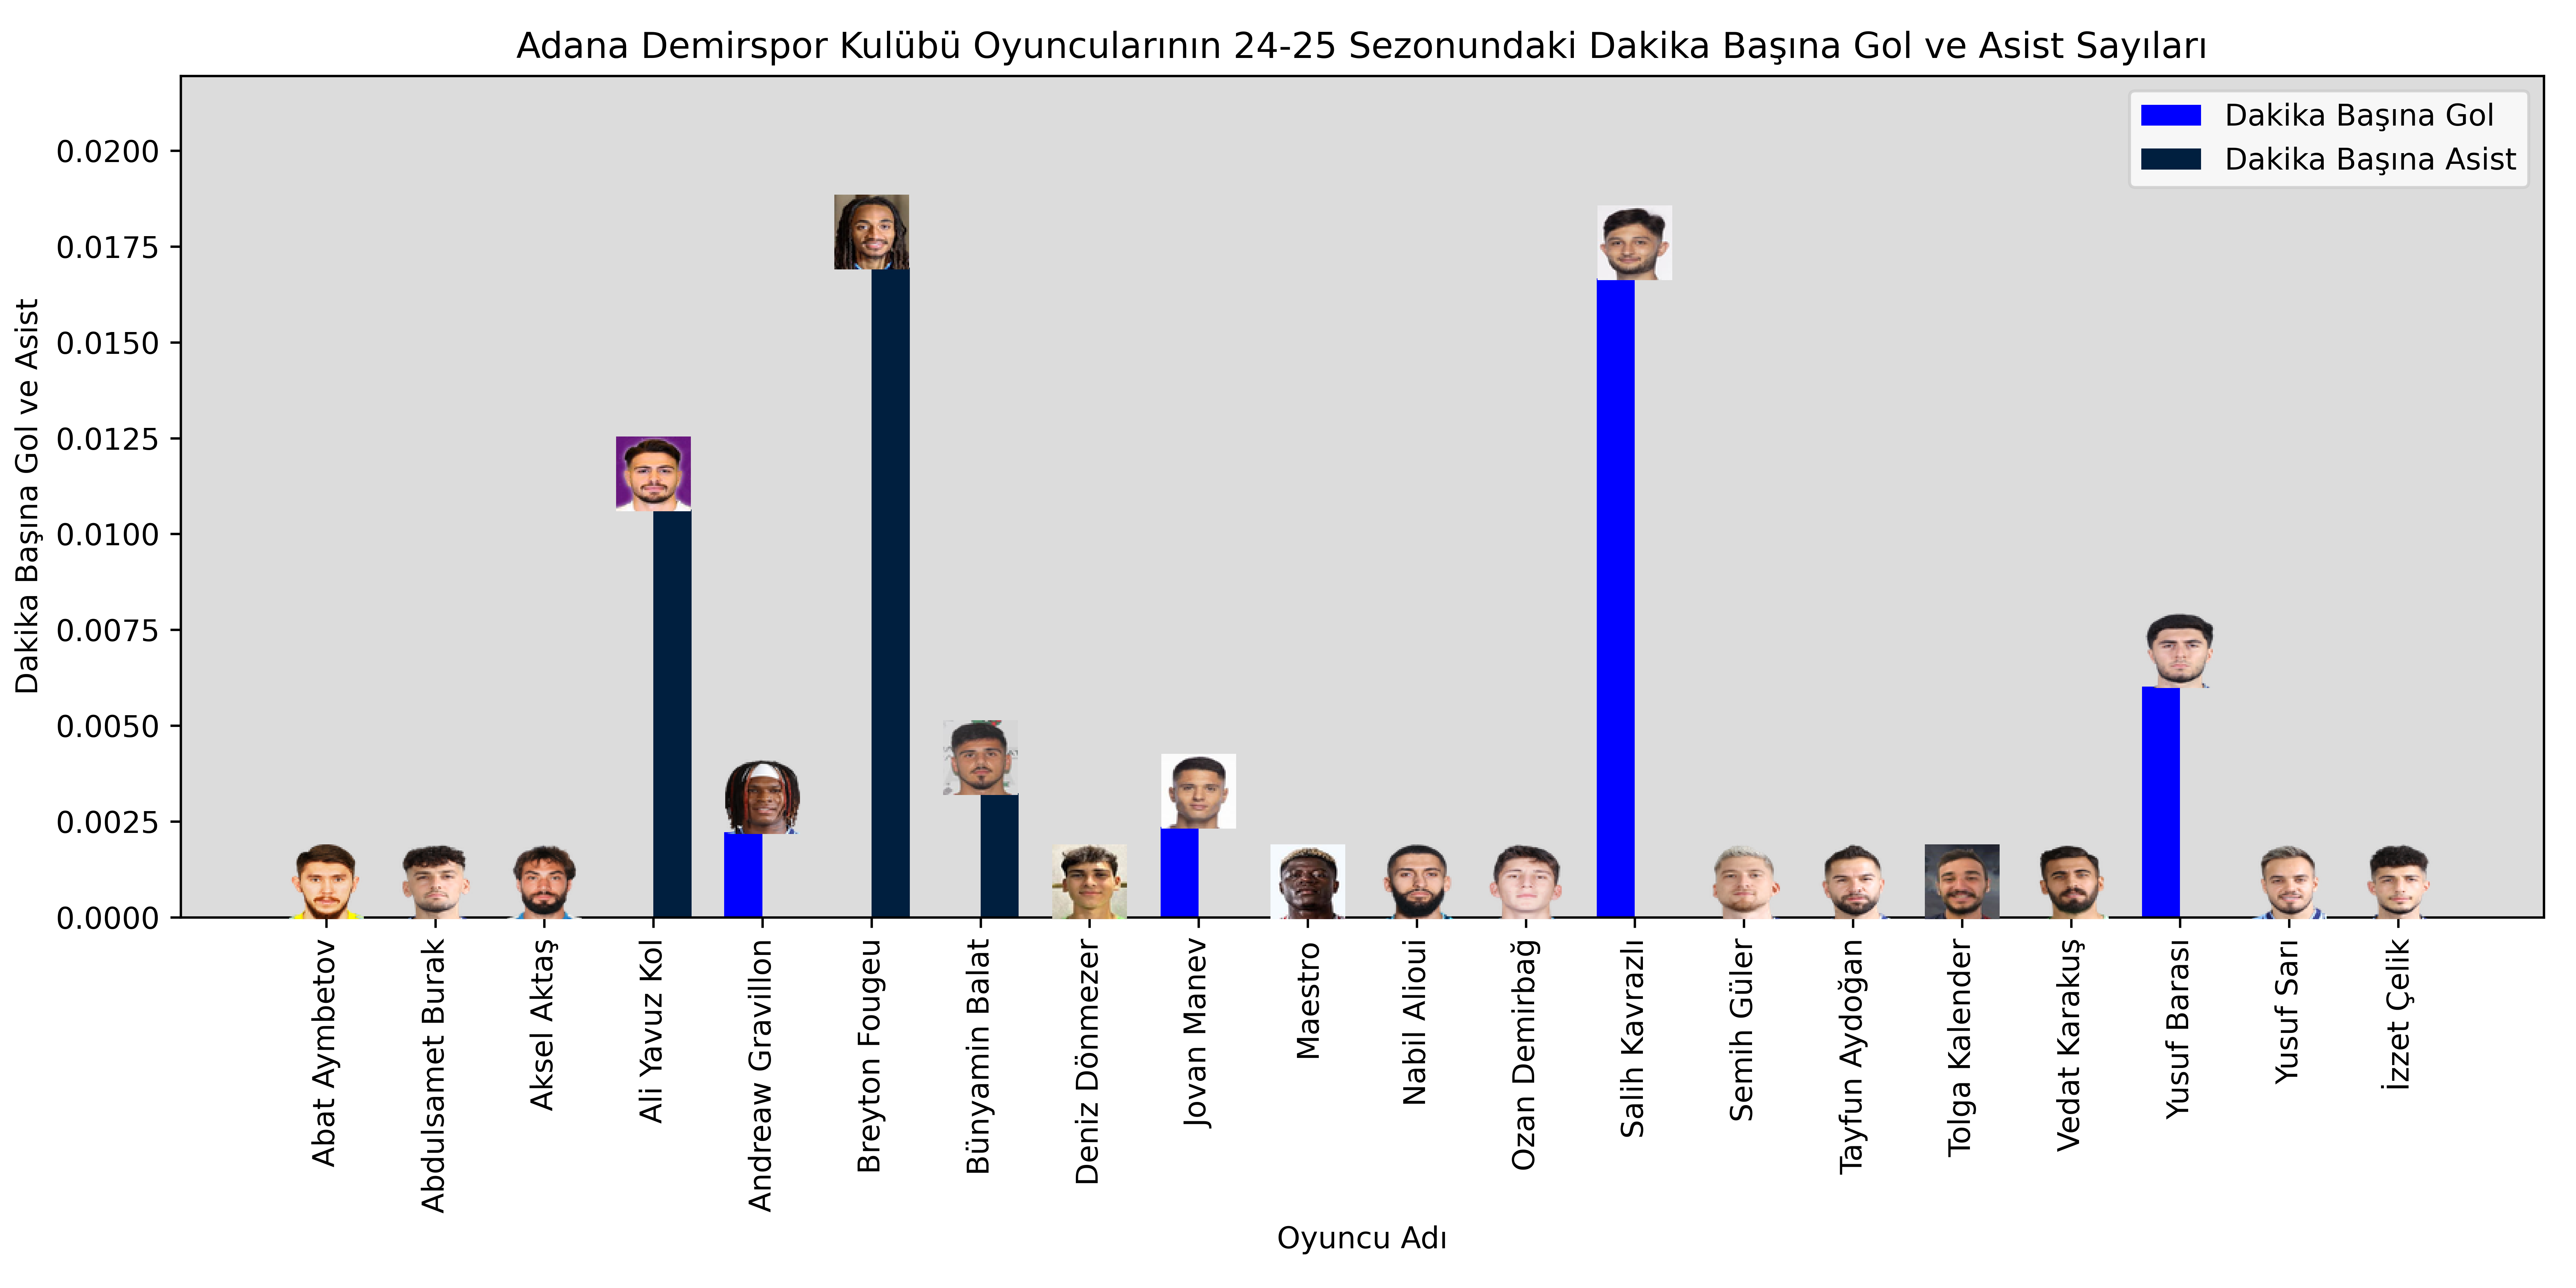 Adana Demirspor Kulübü Oyuncularının 24-25 Sezonundaki Dakika Başına Gol ve Asist Sayıları
Dakika Başına Gol
Dakika Başına Asist
Dakika Başına Gol ve Asist
0.0200
0.0175
0.0150
0.0125
0.0100
0.0075
0.0050
0.0025
0.0000
Abat Aymbetov
Abdulsamet Burak
Aksel Aktaş
Ali Yavuz Kol
Andreaw Gravillon
Breyton Fougeu
Bünyamin Balat
Deniz Dönmezer
Jovan Manev
Maestro
Nabil Alioui
Ozan Demirbağ
Salih Kavrazlı
Semih Güler
Tayfun Aydoğan
Tolga Kalender
Vedat Karakuş
Yusuf Barası
Yusuf Sarı
İzzet Çelik
Oyuncu Adı